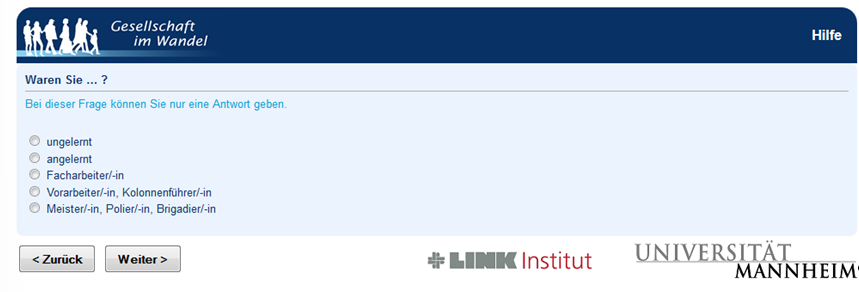 Gesellschaft
im Wandel
Hilfe
Waren Sie ... ?
Bei dieser Frage können Sie nur eine Antwort geben.
ungelernt
angelernt
Facharbeiter/-in
Vorarbeiter/-in, Kolonnenführer/-in
Meister/-in, Polier/-in, Brigadier/-in
< Zurück Weiter >
LINK Institut
UNIVERSITÄT
MANNHEIM